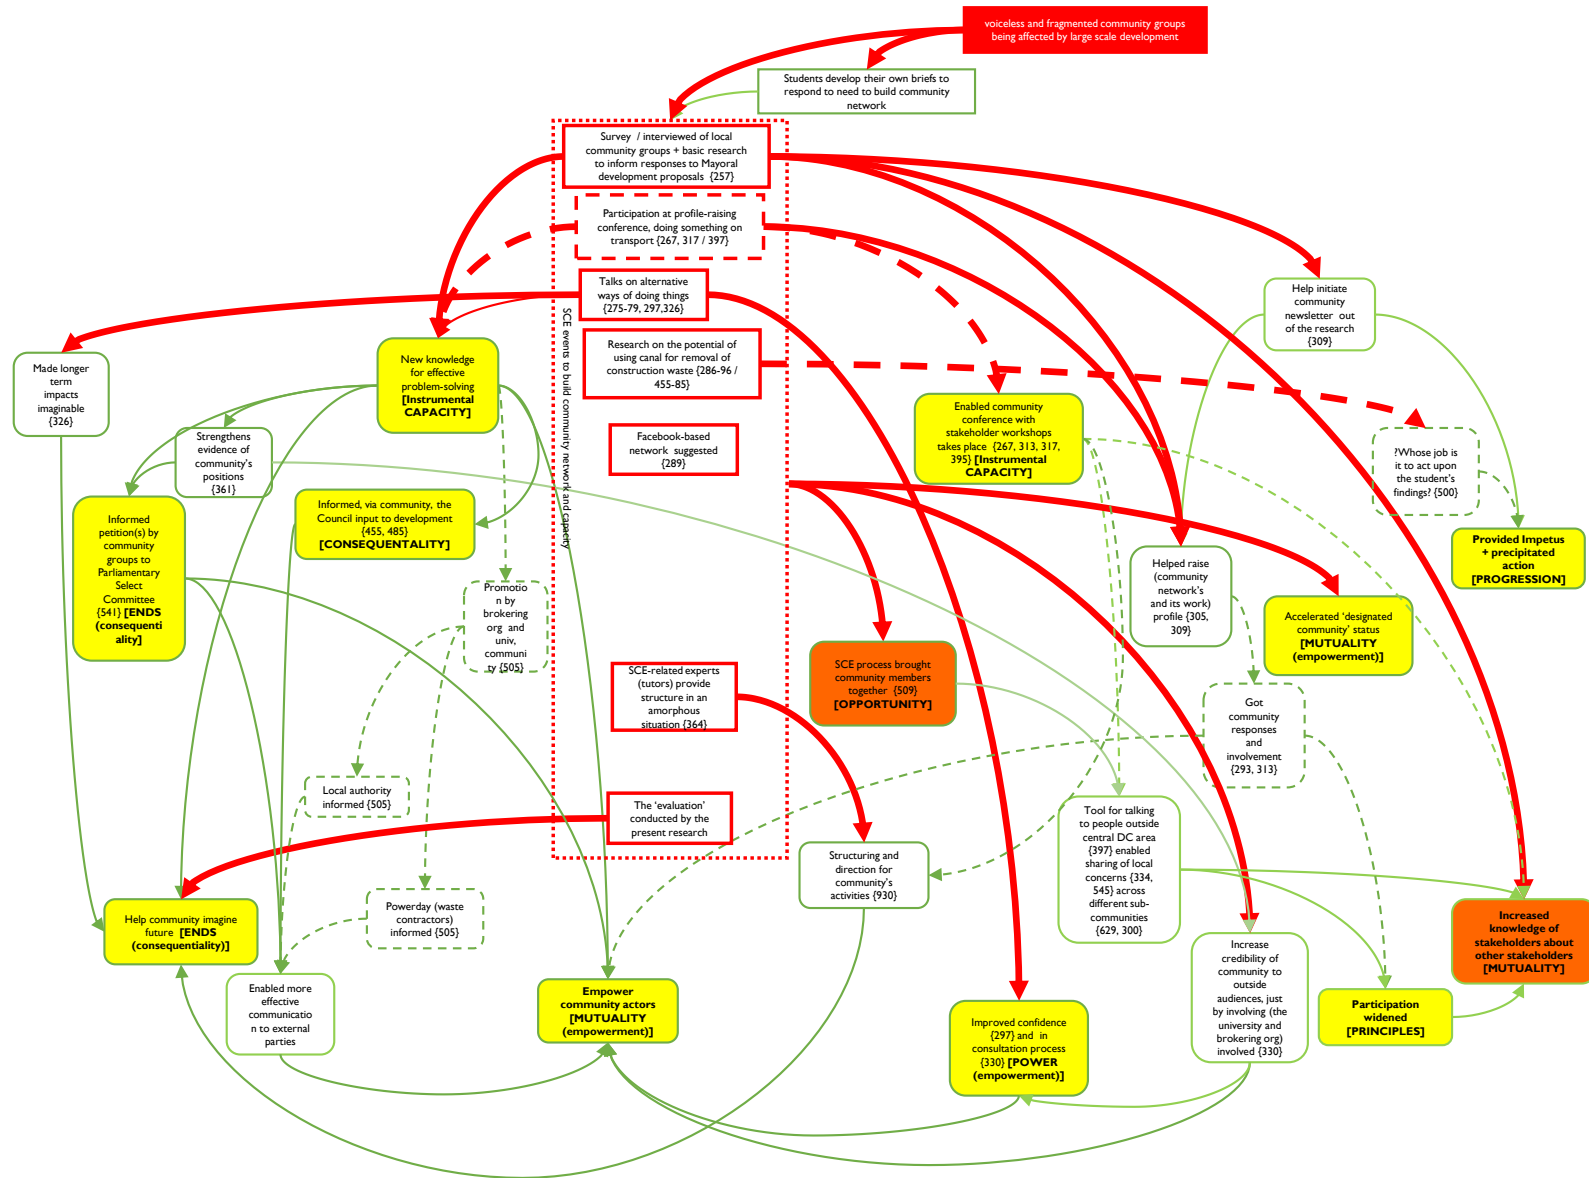 voiceless and fragmented community groups
being affected by large scale development
Students develop their own briefs to
respond to need to build community
network
Survey / interviewed of local
community groups + basic research
to inform responses to Mayoral
development proposals {257}
Participation at profile-raising
conference, doing something on
transport {267, 317 / 397}
Talks on alternative
ways of doing things
{275-79, 297,326}
Research on the potential of
using canal for removal of
construction waste {286-96 /
455-85}
Facebook-based
network suggested
{289}
SCE-related experts
(tutors) provide
structure in an
amorphous
situation {364}
The ‘evaluation’
conducted by the
present research
SCE events to build community network and capacity
Made longer
term
impacts
imaginable
{326}
New knowledge
for effective
problem-solving
[Instrumental
CAPACITY]
Strengthens
evidence of
community’s
positions
{361}
Informed
petition(s) by
community
groups to
Parliamentary
Select
Committee
{541} [ENDS
(consequenti
ality]
Informed, via community, the
Council input to development
{455, 485}
[CONSEQUENTALITY]
Promotio
n by
brokering
org and
univ,
communi
ty {505}
Local authority
informed {505}
Powerday (waste
contractors)
informed {505}
Help community imagine
future [ENDS
(consequentiality)]
Enabled more
effective
communicatio
n to external
parties
Empower
community actors
[MUTUALITY
(empowerment)]
Help initiate
community
newsletter out
of the research
{309}
Enabled community
conference with
stakeholder workshops
takes place {267, 313, 317,
395} [Instrumental
CAPACITY]
?Whose job is
it to act upon
the student’s
findings? {500}
Provided Impetus
+ precipitated
action
[PROGRESSION]
Helped raise
(community
network’s
and its work)
profile {305,
309}
Accelerated ‘designated
community’ status
[MUTUALITY
(empowerment)]
SCE process brought
community members
together {509}
[OPPORTUNITY]
Got
community
responses
and
involvement
{293, 313}
Structuring and
direction for
community’s
activities {930}
Tool for talking
to people outside
central DC area
{397} enabled
sharing of local
concerns {334,
545} across
different sub-
communities
{629, 300}
Increased
knowledge of
stakeholders about
other stakeholders
[MUTUALITY]
Increase
credibility of
community to
outside
audiences, just
by involving (the
university and
brokering org)
involved {330}
Participation
widened
[PRINCIPLES]
Improved confidence
{297} and in
consultation process
{330} [POWER
(empowerment)]